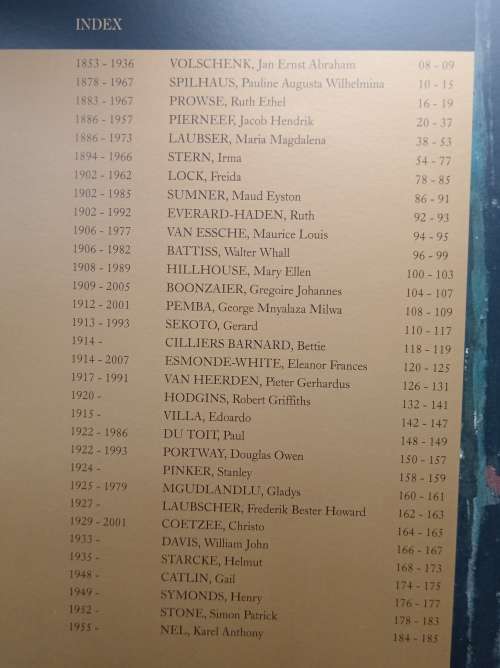 INDEX
1853 - 1936 VOLSCHENK, Jan Ernst Abraham 08 - 09
1878 - 1967 SPILHAUS, Pauline Augusta Wilhelmina 10 - 15
1883 - 1967 PROWSE, Ruth Ethel 16 - 19
1886 - 1957 PIERNEEF, Jacob Hendrik 20 - 37
1886 - 1973 LAUBSER, Maria Magdalena 38 - 53
1894 - 1966 STERN, Irma 54 - 77
1902 - 1962 LOCK, Freida 78 - 85
1902 - 1985 SUMNER, Maud Eyston 86 - 91
1902 - 1992 EVERARD-HADEN, Ruth 92 - 93
1906 - 1977 VAN ESSCHE, Maurice Louis 94 - 95
1906 - 1982 BATTISS, Walter Whall 96 - 99
1908 - 1989 HILLHOUSE, Mary Ellen 100 - 103
1909 - 2005 BOONZAIER, Gregoire Johannes 104 - 107
1912 - 2001 PEMBA, George Mnyalaza Milwa 108 - 109
1913 - 1993 SEKOTO, Gerard 110 - 117
1914 - CILLIERS BARNARD, Bettie 118 - 119
1914 - 2007 ESMONDE-WHITE, Eleanor Frances 120 - 125
1917 - 1991 VAN HEERDEN, Pieter Gerhardus 126 - 131
1920 - HODGINS, Robert Griffiths 132 - 141
1915 - VILLA, Edoardo 142 - 147
1922 - 1986 DU TOIT, Paul 148 - 149
1922 - 1993 PORTWAY, Douglas Owen 150 - 157
1924 - PINKER, Stanley 158 - 159
1925 - 1979 MGUDLANDLU, Gladys 160 - 161
1927 - LAUBSCHER, Frederik Bester Howard 162 - 163
1929 - 2001 COETZEE, Christo 164 - 165
1933 - DAVIS, William John 166 - 167
1935 - STARCKE, Helmut 168 - 173
1948 - CATLIN, Gail 174 - 175
1949 - SYMONDS, Henry 176 - 177
1952 - STONE, Simon Patrick 178 - 183
1955 - NEL, Karel Anthony 184 - 185